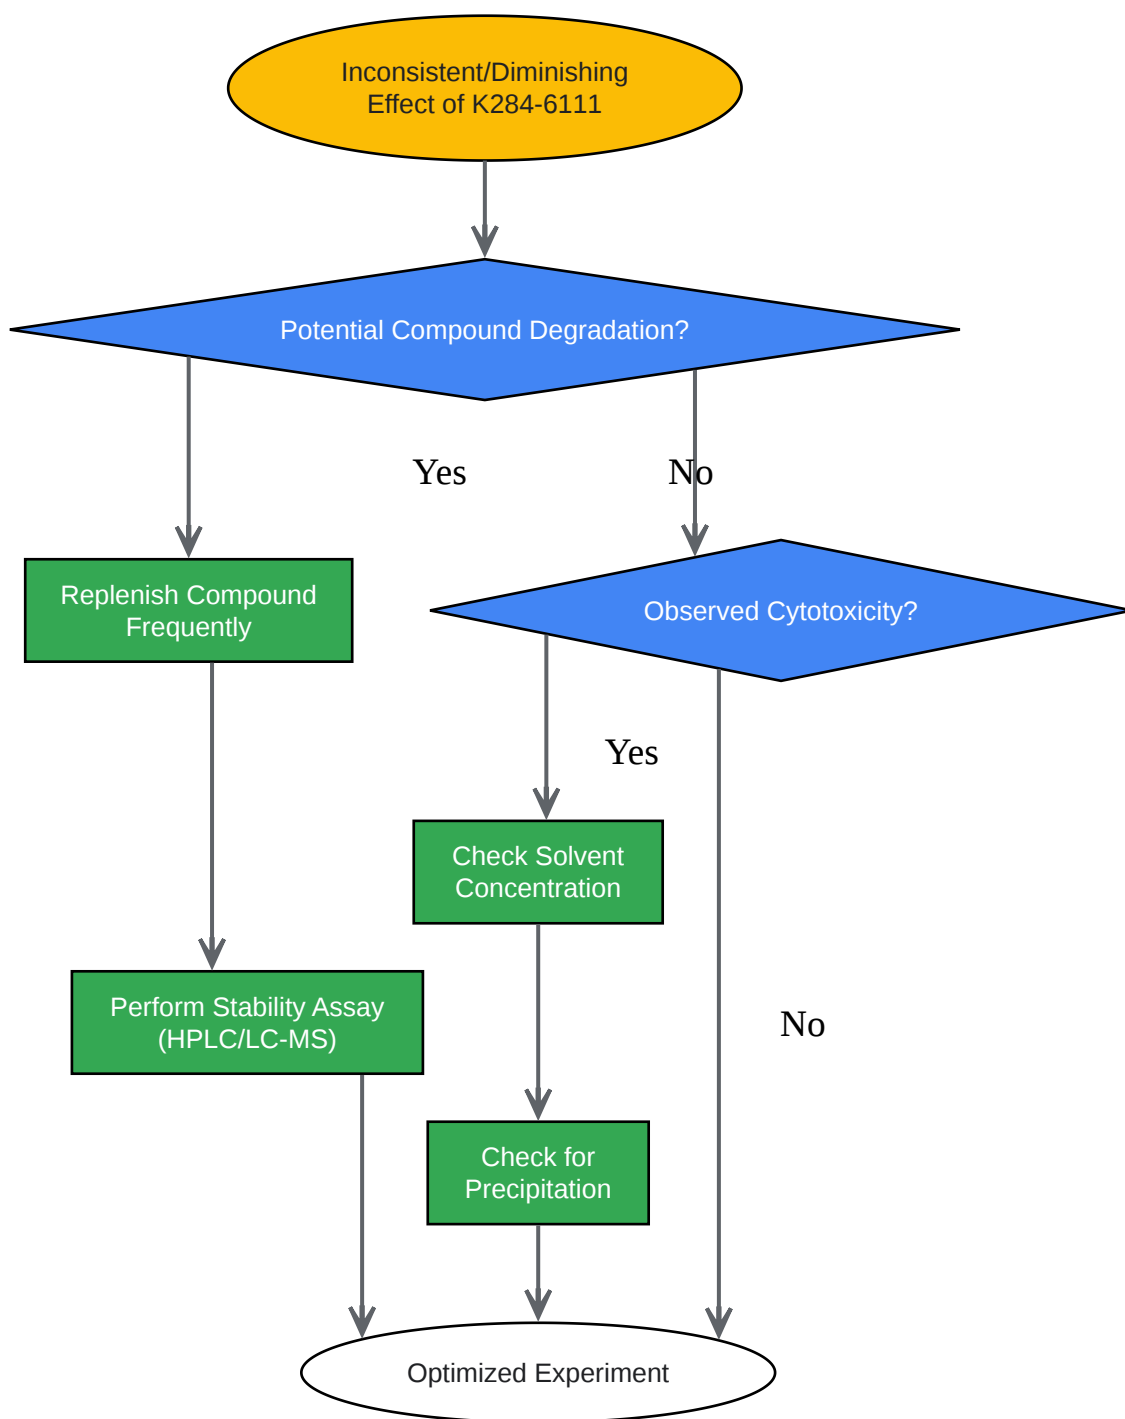 Inconsistent/Diminishing
Effect of K284-6111
Potential Compound Degradation?
Yes
No
Replenish Compound
Frequently
Observed Cytotoxicity?
Yes
Check Solvent
Concentration
Perform Stability Assay
(HPLC/LC-MS)
No
Check for
Precipitation
Optimized Experiment